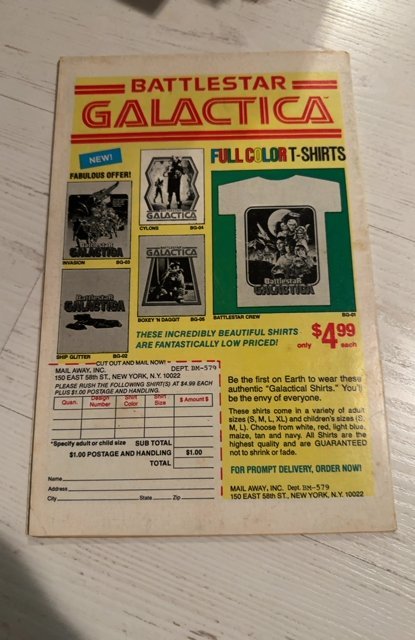 BATTLESTAR
GALACTICA
NEW!
FULL COLOR T-SHIRTS
FABULOUS OFFER!
GALACTICA
CYLONS BG-04
Battlestar
GALACTICA
INVASION BG-03
BATTLESTAR
GALACTICA
BOXEY 'N DAGGIT BG-05
Battlestar
GALACTICA
BATTLESTAR CREW BG-01
Battlestar
GALACTICA
SHIP GLITTER BG-02
THESE INCREDIBLY BEAUTIFUL SHIRTS
ARE FANTASTICALLY LOW PRICED!
only $4.99 each
CUT OUT AND MAIL NOW!
MAIL AWAY, INC. DEPT. BM-579
150 EAST 58th ST., NEW YORK, N.Y. 10022
PLEASE RUSH THE FOLLOWING SHIRT(S) AT $4.99 EACH
PLUS $1.00 POSTAGE AND HANDLING.
Quan. Design Number Shirt Color Shirt Size $ Amount $
*Specify adult or child size SUB TOTAL
$1.00 POSTAGE AND HANDLING $1.00
TOTAL
Name
Address
City State Zip
Be the first on Earth to wear these
authentic "Galactical Shirts." You'll
be the envy of everyone.
These shirts come in a variety of adult
sizes (S, M, L, XL) and children's sizes (S,
M, L). Choose from white, red, light blue,
maize, tan and navy. All Shirts are the
highest quality and are GUARANTEED
not to shrink or fade.
FOR PROMPT DELIVERY, ORDER NOW!
MAIL AWAY, INC. Dept. BM-579
150 EAST 58th ST., NEW YORK, N.Y. 10022